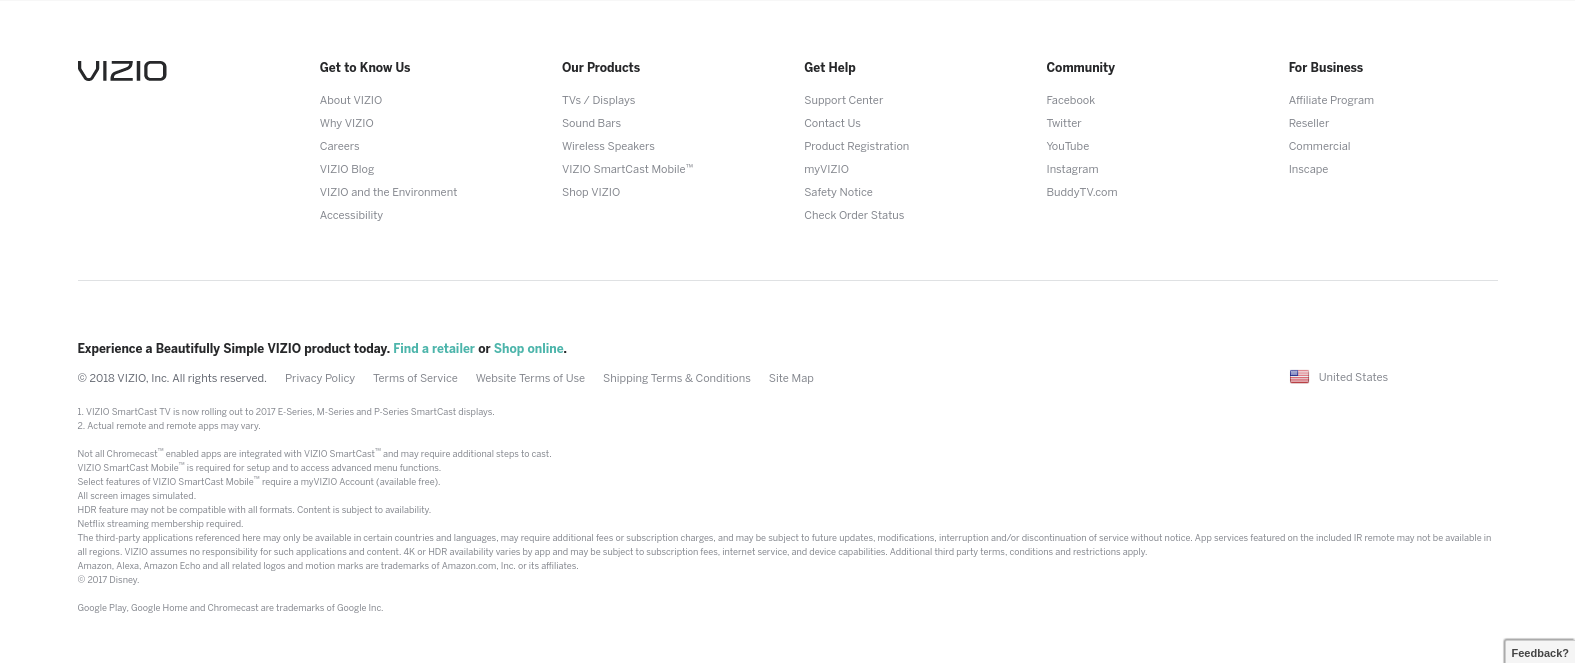 VIZIO
Get to Know Us
About VIZIO
Why VIZIO
Careers
VIZIO Blog
VIZIO and the Environment
Accessibility
Our Products
TVs / Displays
Sound Bars
Wireless Speakers
VIZIO SmartCast Mobile™
Shop VIZIO
Get Help
Support Center
Contact Us
Product Registration
myVIZIO
Safety Notice
Check Order Status
Community
Facebook
Twitter
YouTube
Instagram
BuddyTV.com
For Business
Affiliate Program
Reseller
Commercial
Inscape
Experience a Beautifully Simple VIZIO product today. Find a retailer or Shop online.
© 2018 VIZIO, Inc. All rights reserved. Privacy Policy Terms of Service Website Terms of Use Shipping Terms & Conditions Site Map
United States
1. VIZIO SmartCast TV is now rolling out to 2017 E-Series, M-Series and P-Series SmartCast displays.
2. Actual remote and remote apps may vary.
Not all Chromecast™ enabled apps are integrated with VIZIO SmartCast™ and may require additional steps to cast.
VIZIO SmartCast Mobile™ is required for setup and to access advanced menu functions.
Select features of VIZIO SmartCast Mobile™ require a myVIZIO Account (available free).
All screen images simulated.
HDR feature may not be compatible with all formats. Content is subject to availability.
Netflix streaming membership required.
The third-party applications referenced here may only be available in certain countries and languages, may require additional fees or subscription charges, and may be subject to future updates, modifications, interruption and/or discontinuation of service without notice. App services featured on the included IR remote may not be available in
all regions. VIZIO assumes no responsibility for such applications and content. 4K or HDR availability varies by app and may be subject to subscription fees, internet service, and device capabilities. Additional third party terms, conditions and restrictions apply.
Amazon, Alexa, Amazon Echo and all related logos and motion marks are trademarks of Amazon.com, Inc. or its affiliates.
© 2017 Disney.
Google Play, Google Home and Chromecast are trademarks of Google Inc.
Feedback?